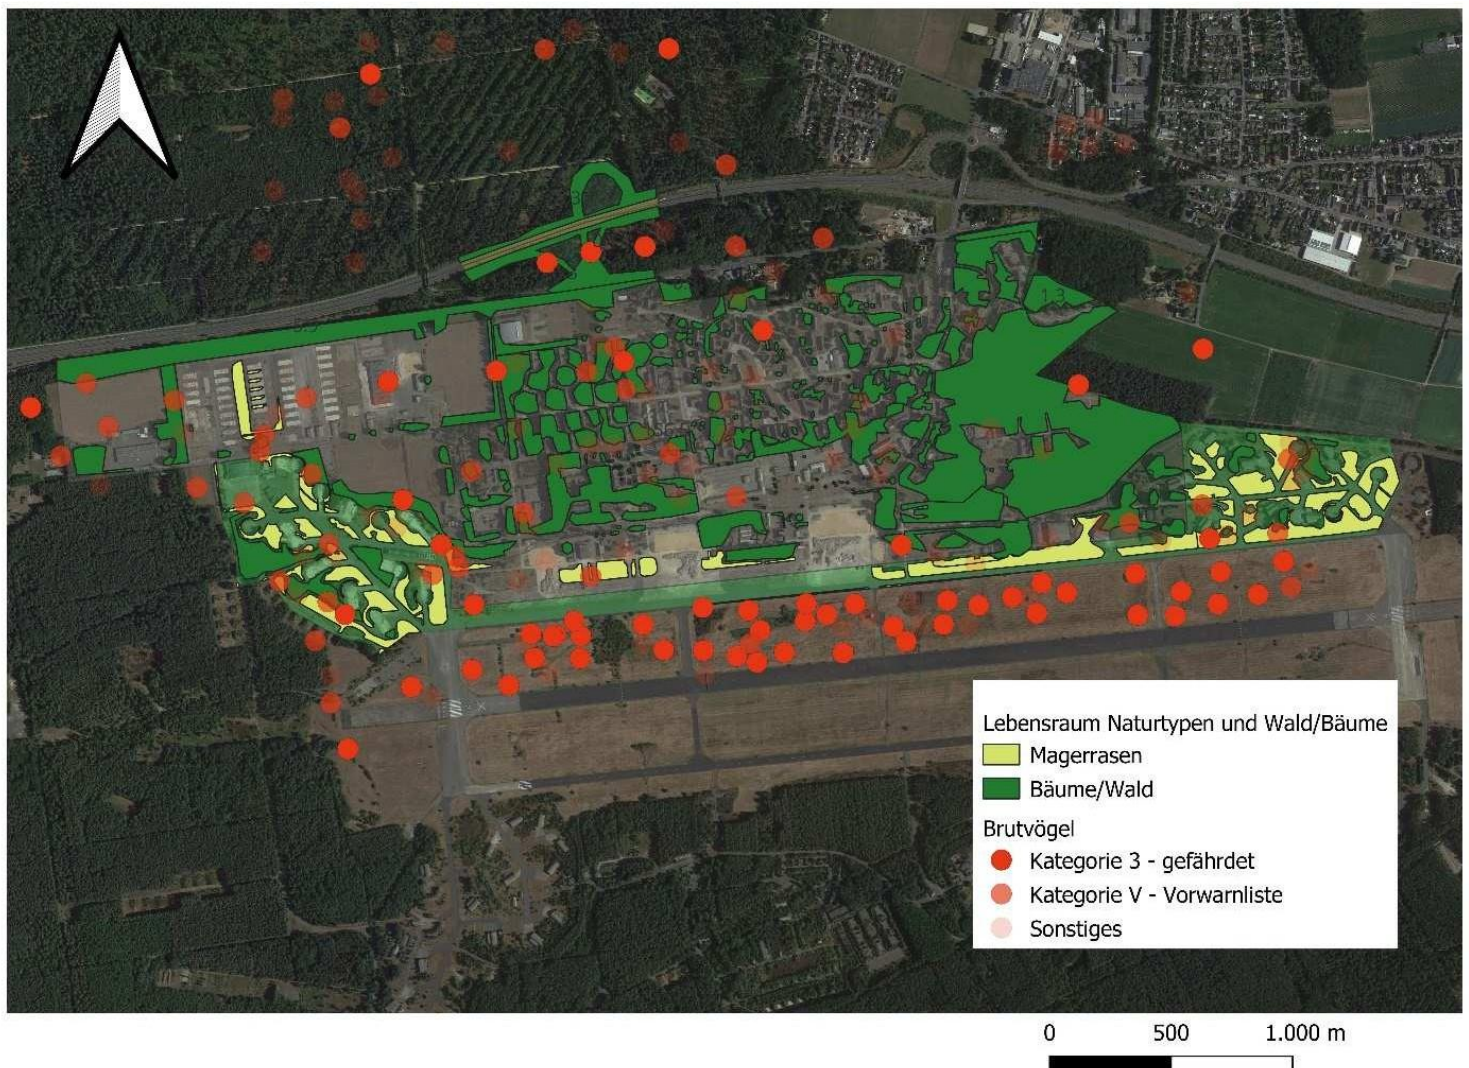 13
Lebensraum Naturtypen und Wald/Bäume
Magerrasen
Bäume/Wald
Brutvögel
Kategorie 3 - gefährdet
Kategorie V - Vorwarnliste
Sonstiges
0 500 1.000 m